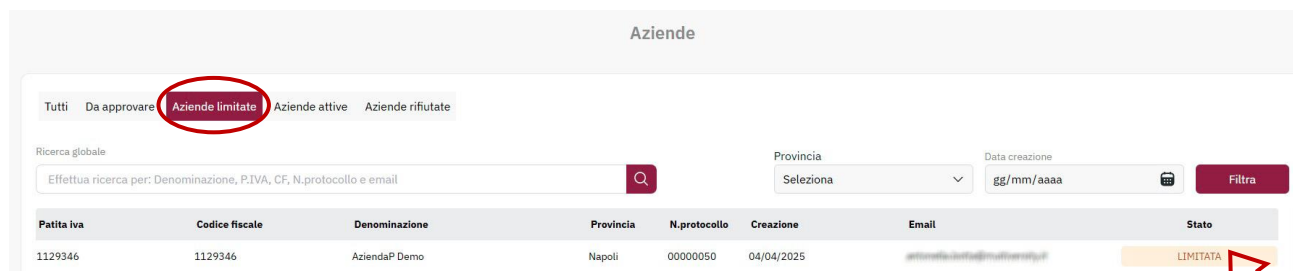 Aziende
Tutti Da approvare Aziende limitate Aziende attive Aziende rifiutate
Ricerca globale Provincia Data creazione
Effettua ricerca per: Denominazione, P.IVA, CF, N.protocollo e email Seleziona gg/mm/aaaa Filtra
Patita iva Codice fiscale Denominazione Provincia N.protocollo Creazione Email Stato
1129346 1129346 AziendaP Demo Napoli 00000050 04/04/2025 LIMITATA